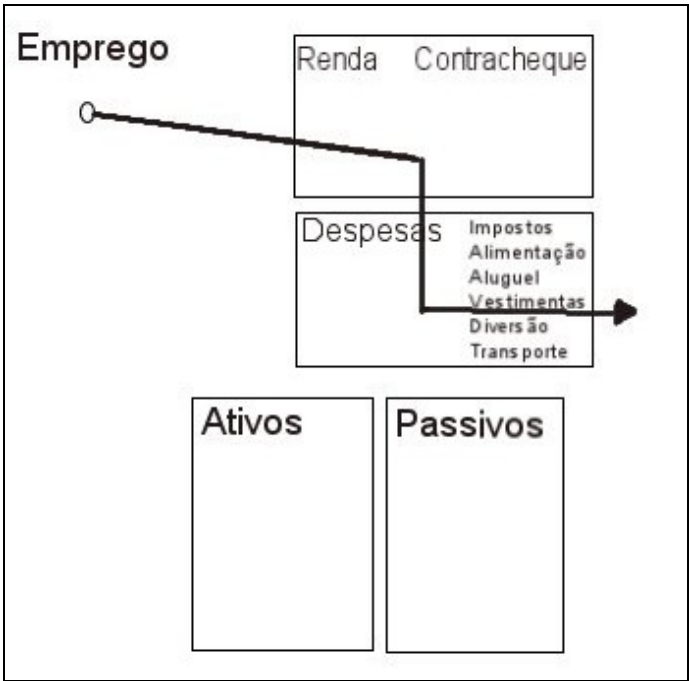 Emprego
Renda Contracheque
Despesas
Impostos
Alimentação
Aluguel
Vestimentas
Diversão
Transporte
Ativos
Passivos